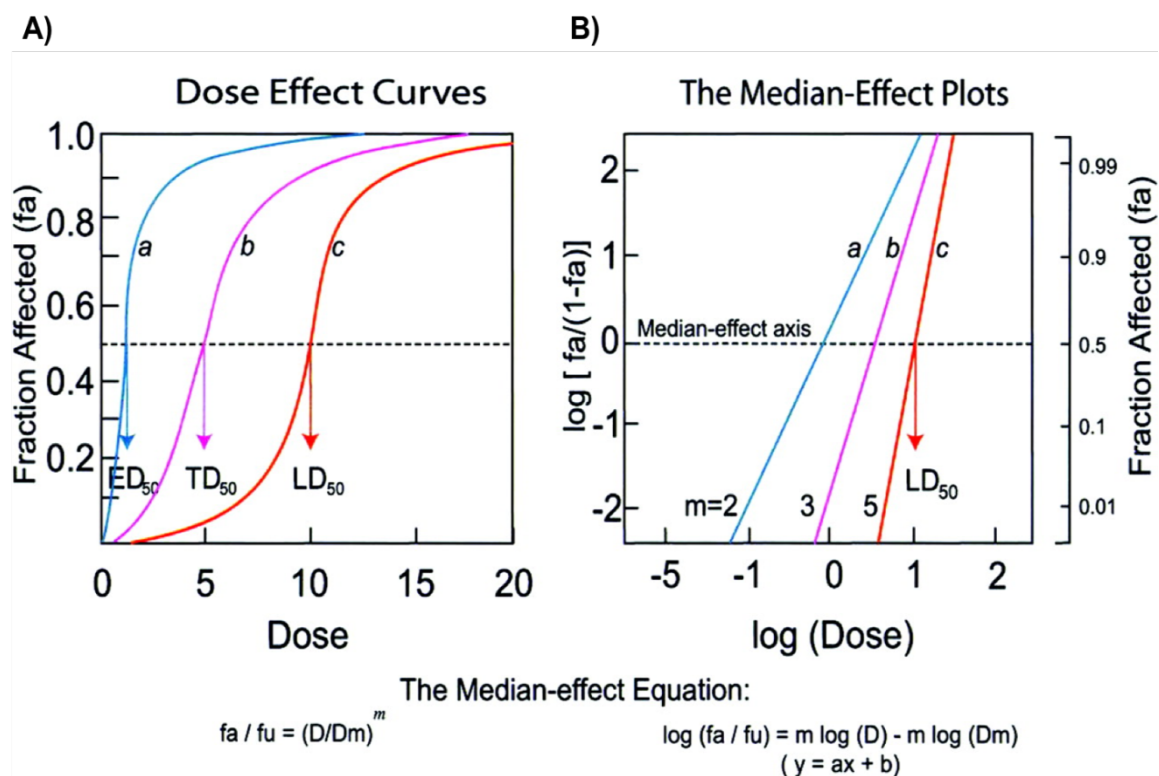 A)
B)
Dose Effect Curves
The Median-Effect Plots
Fraction Affected (fa)
1.0
0.8
0.6
0.4
0.2
a
b
c
ED50
TD50
LD50
0
5
10
15
20
Dose
log [ fa/(1-fa)]
2
1
0
-1
-2
a
b
c
Median-effect axis
m=2
3
5
LD50
-5
-1
0
1
2
log (Dose)
0.99
0.9
0.5
0.1
0.01
Fraction Affected (fa)
The Median-effect Equation:
fa / fu = (D/Dm)^m
log (fa / fu) = m log (D) - m log (Dm)
( y = ax + b)